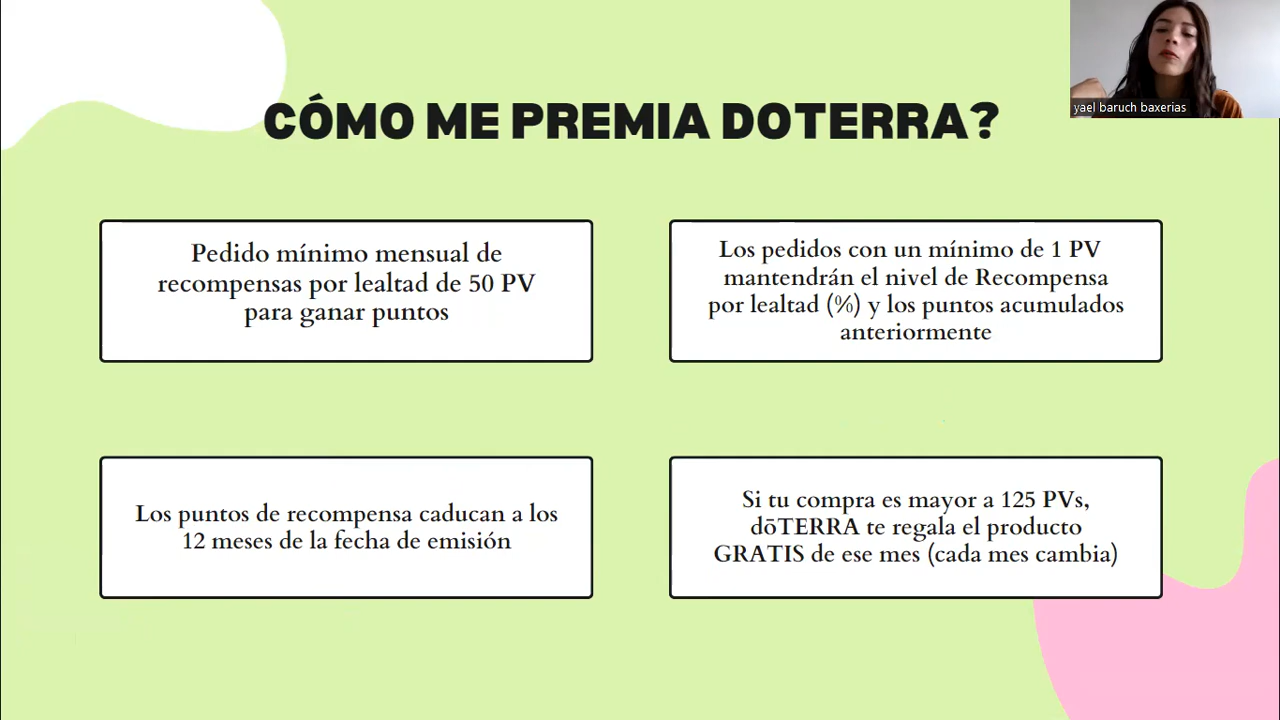 yael baruch baxerias
CÓMO ME PREMIA DOTERRA?
Pedido mínimo mensual de
recompensas por lealtad de 50 PV
para ganar puntos
Los pedidos con un mínimo de 1 PV
mantendrán el nivel de Recompensa
por lealtad (%) y los puntos acumulados
anteriormente
Los puntos de recompensa caducan a los
12 meses de la fecha de emisión
Si tu compra es mayor a 125 PVs,
dōTERRA te regala el producto
GRATIS de ese mes (cada mes cambia)